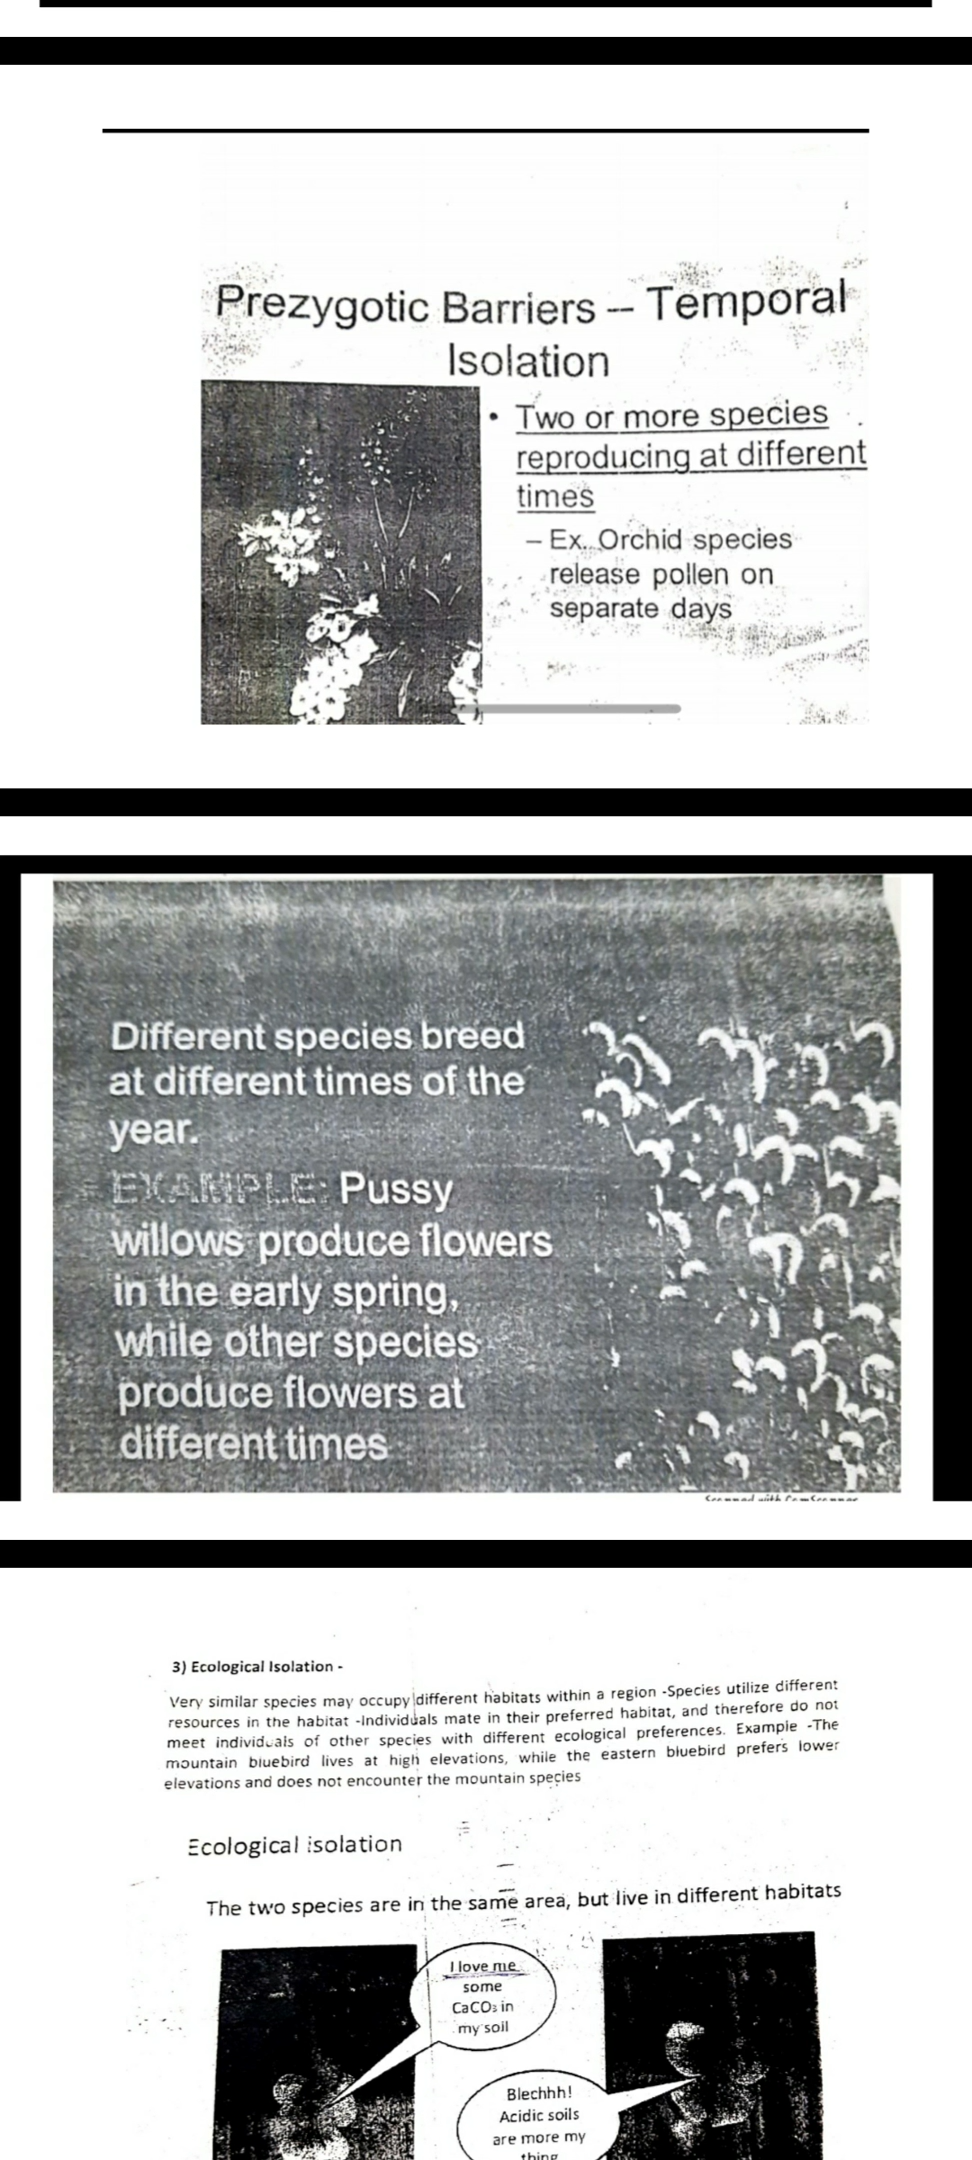 Prezygotic Barriers -- Temporal
Isolation
• Two or more species
reproducing at different
times
– Ex. Orchid species
release pollen on
separate days
Different species breed
at different times of the
year.
EXAMPLE: Pussy
willows produce flowers
in the early spring,
while other species
produce flowers at
different times
Scanned with CamScanner
3) Ecological Isolation -
Very similar species may occupy different habitats within a region -Species utilize different
resources in the habitat -Individuals mate in their preferred habitat, and therefore do not
meet individuals of other species with different ecological preferences. Example -The
mountain bluebird lives at high elevations, while the eastern bluebird prefers lower
elevations and does not encounter the mountain species
Ecological isolation
The two species are in the same area, but live in different habitats
I love me
some
CaCO₃ in
my soil
Blechhh!
Acidic soils
are more my
thing